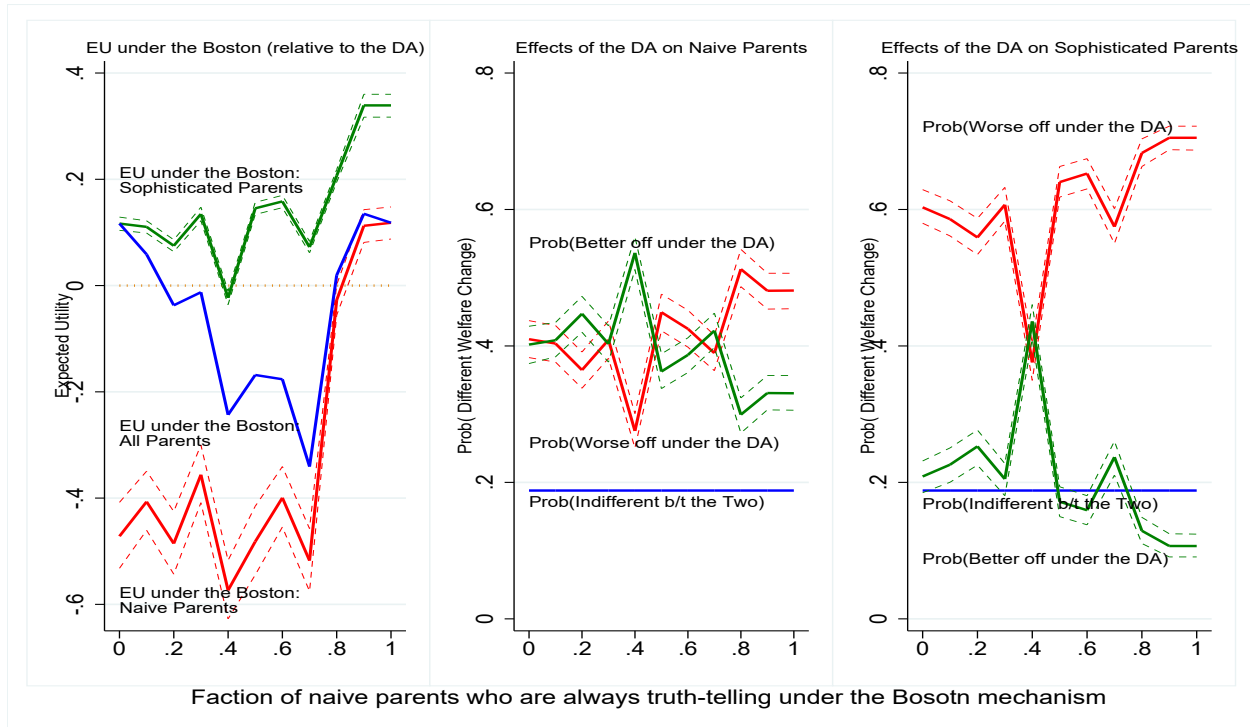 EU under the Boston (relative to the DA)
.4
.2
0
-.2
-.4
-.6
Expected Utility
EU under the Boston:
Sophisticated Parents
EU under the Boston:
All Parents
EU under the Boston:
Naive Parents
0 .2 .4 .6 .8 1
Effects of the DA on Naive Parents
.8
.6
.4
.2
0
Prob( Different Welfare Change)
Prob(Better off under the DA)
Prob(Worse off under the DA)
Prob(Indifferent b/t the Two)
0 .2 .4 .6 .8 1
Effects of the DA on Sophisticated Parents
.8
.6
.4
.2
0
Prob( Different Welfare Change)
Prob(Worse off under the DA)
Prob(Indifferent b/t the Two)
Prob(Better off under the DA)
0 .2 .4 .6 .8 1
Faction of naive parents who are always truth-telling under the Bosotn mechanism